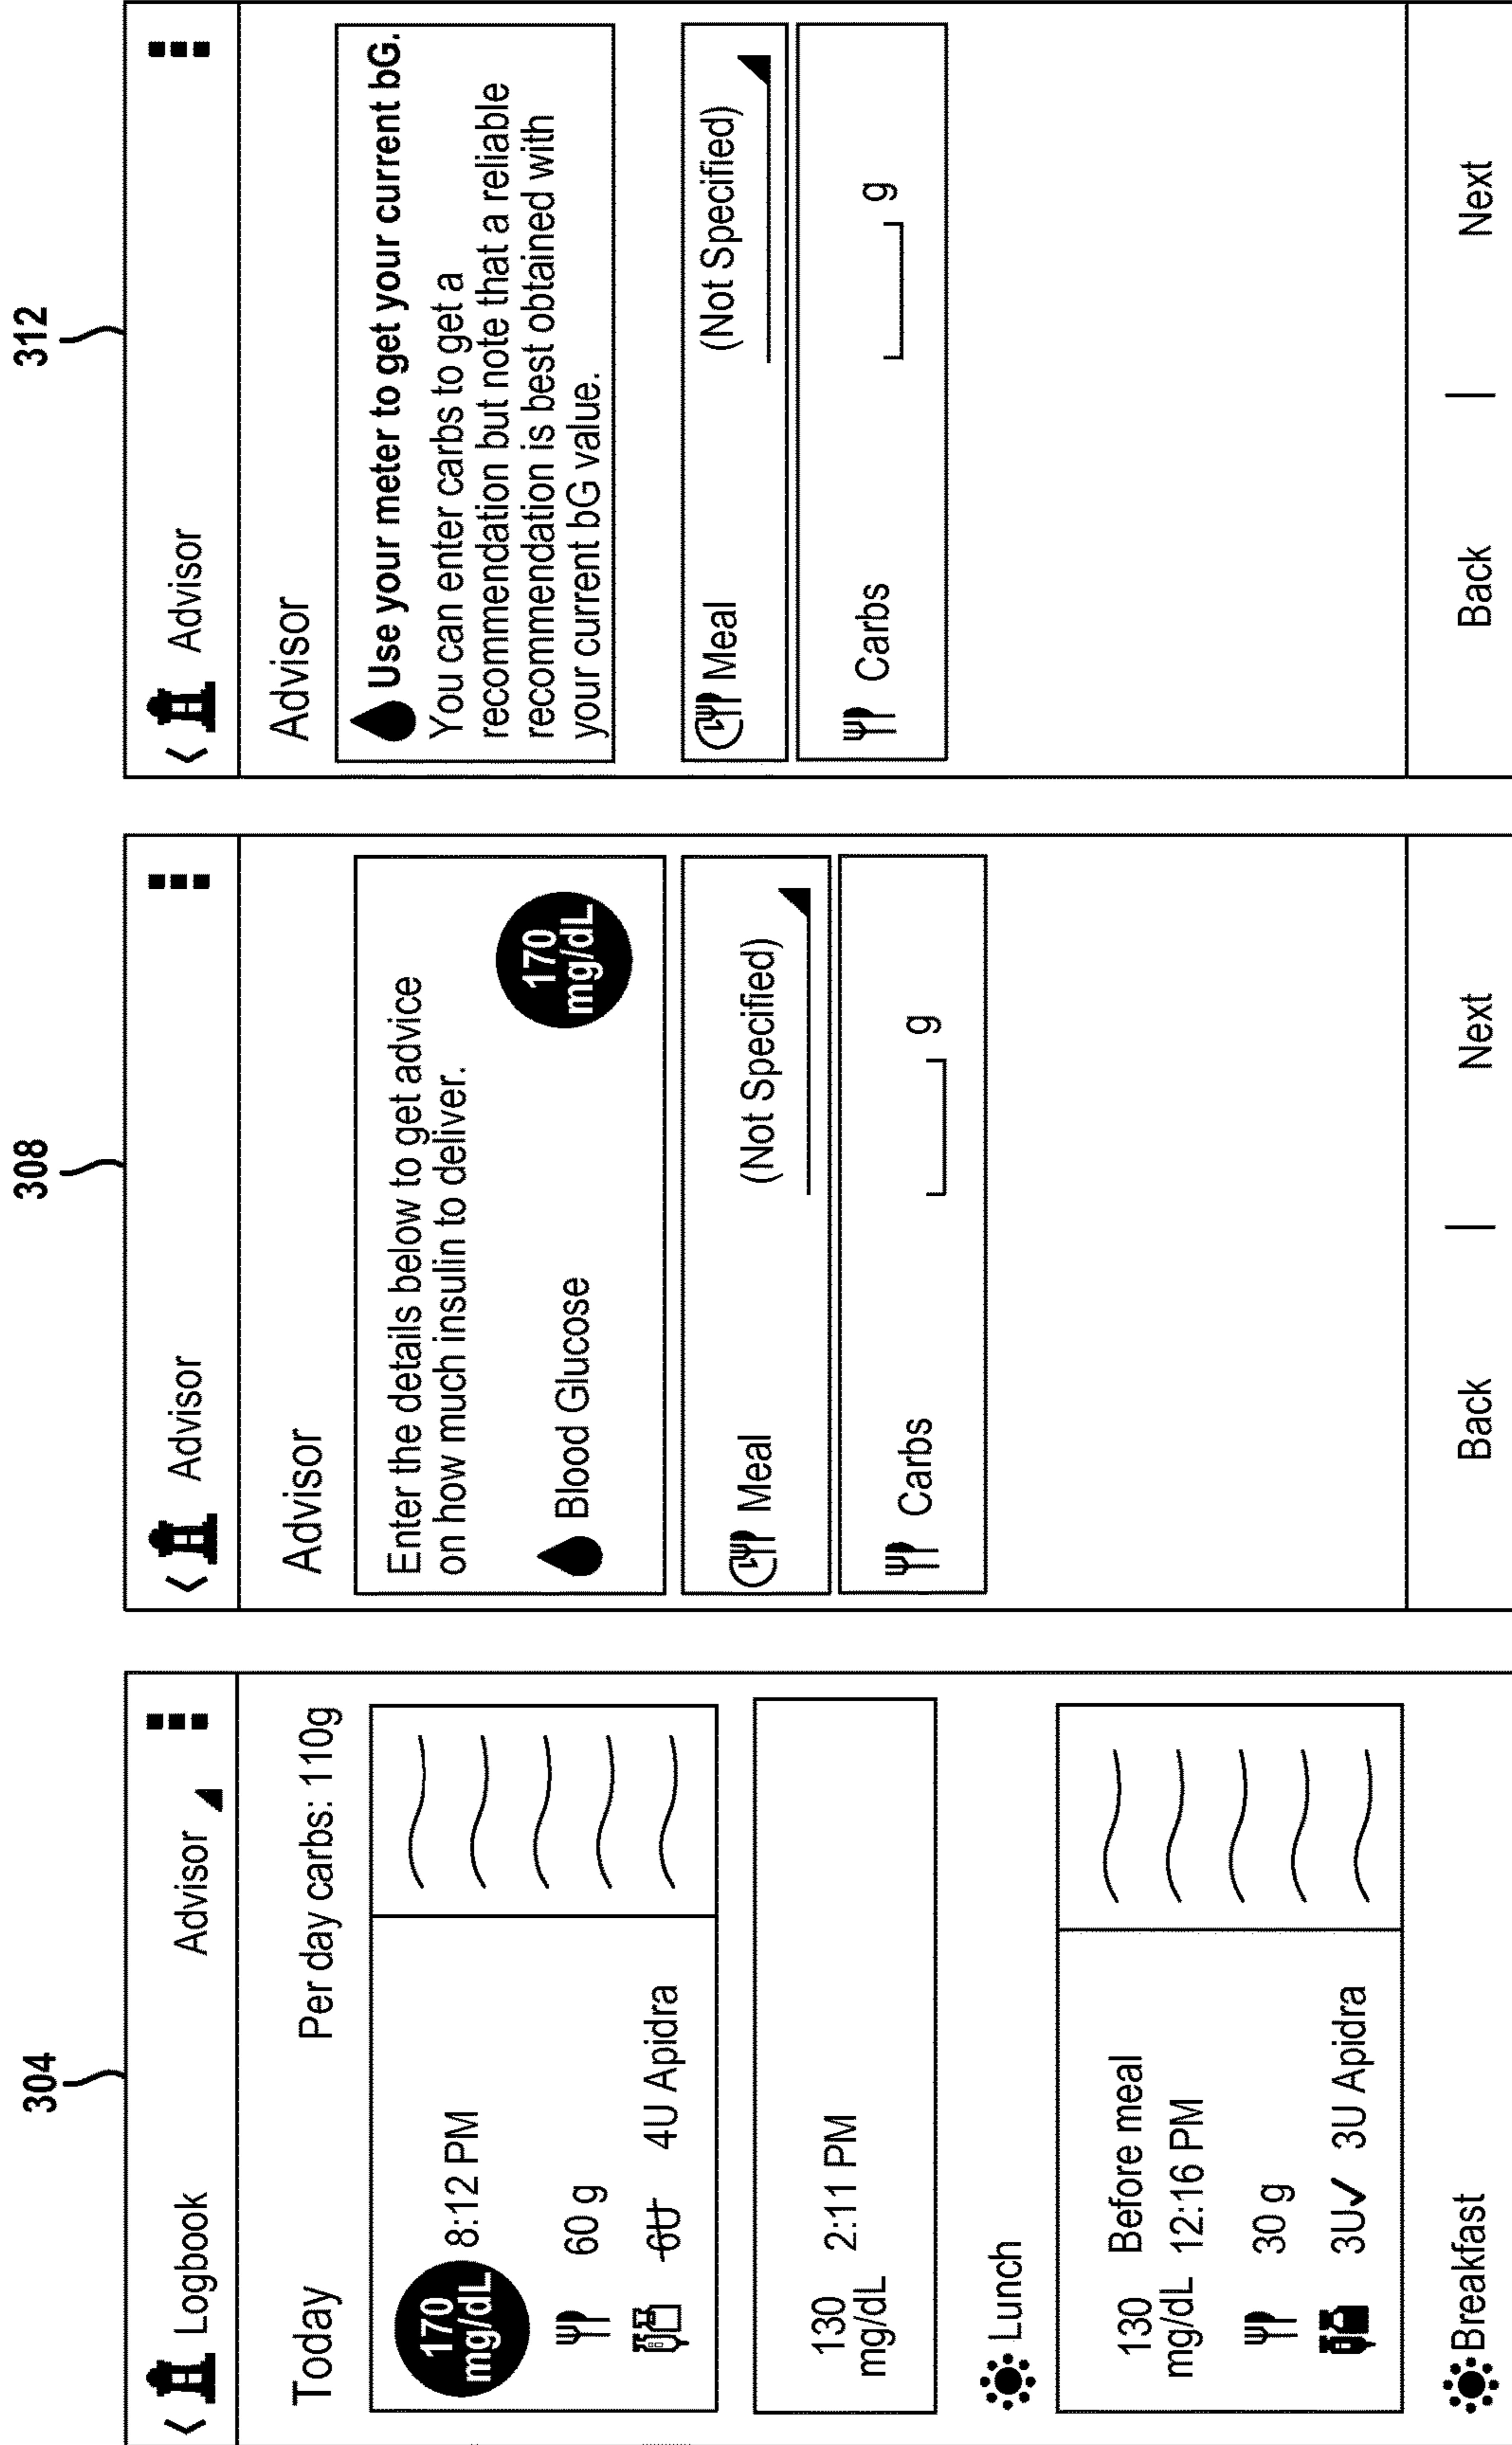 304
Logbook
Advisor
Today
Per day carbs: 110g
170
mg/dL
8:12 PM
60 g
6U 4U Apidra
130
mg/dL
2:11 PM
Lunch
130
mg/dL
Before meal
12:16 PM
30 g
3U✓ 3U Apidra
Breakfast
308
Advisor
Advisor
Enter the details below to get advice
on how much insulin to deliver.
Blood Glucose
170
mg/dL
Meal
(Not Specified)
Carbs
g
Back | Next
312
Advisor
Advisor
Use your meter to get your current bG.
You can enter carbs to get a
recommendation but note that a reliable
recommendation is best obtained with
your current bG value.
Meal
(Not Specified)
Carbs
g
Back | Next